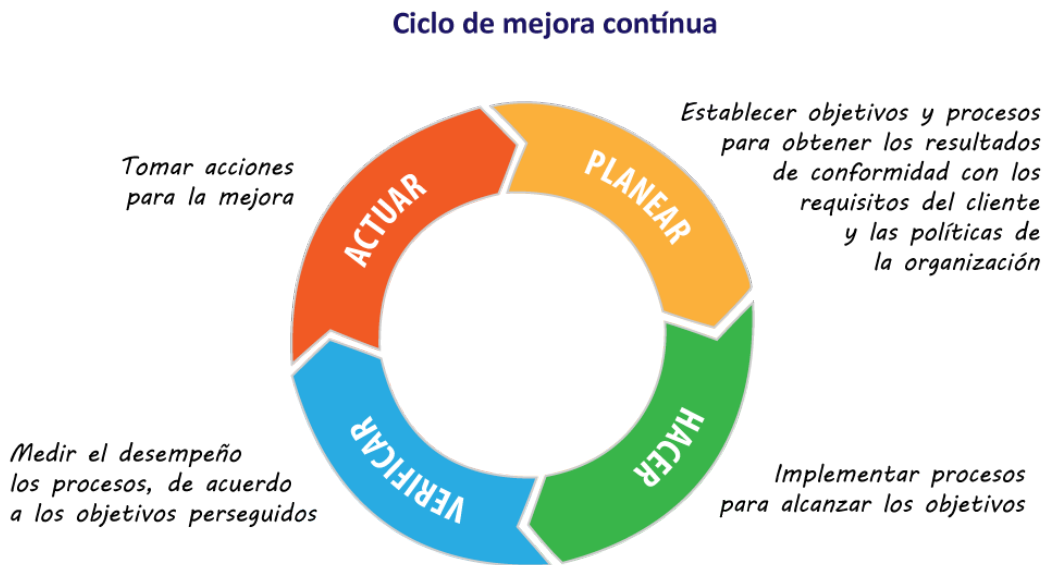 Ciclo de mejora contínua
Establecer objetivos y procesos
para obtener los resultados
de conformidad con los
requisitos del cliente
y las políticas de
la organización
Tomar acciones
para la mejora
ACTUAR
PLANEAR
HACER
VERIFICAR
Medir el desempeño
los procesos, de acuerdo
a los objetivos perseguidos
Implementar procesos
para alcanzar los objetivos